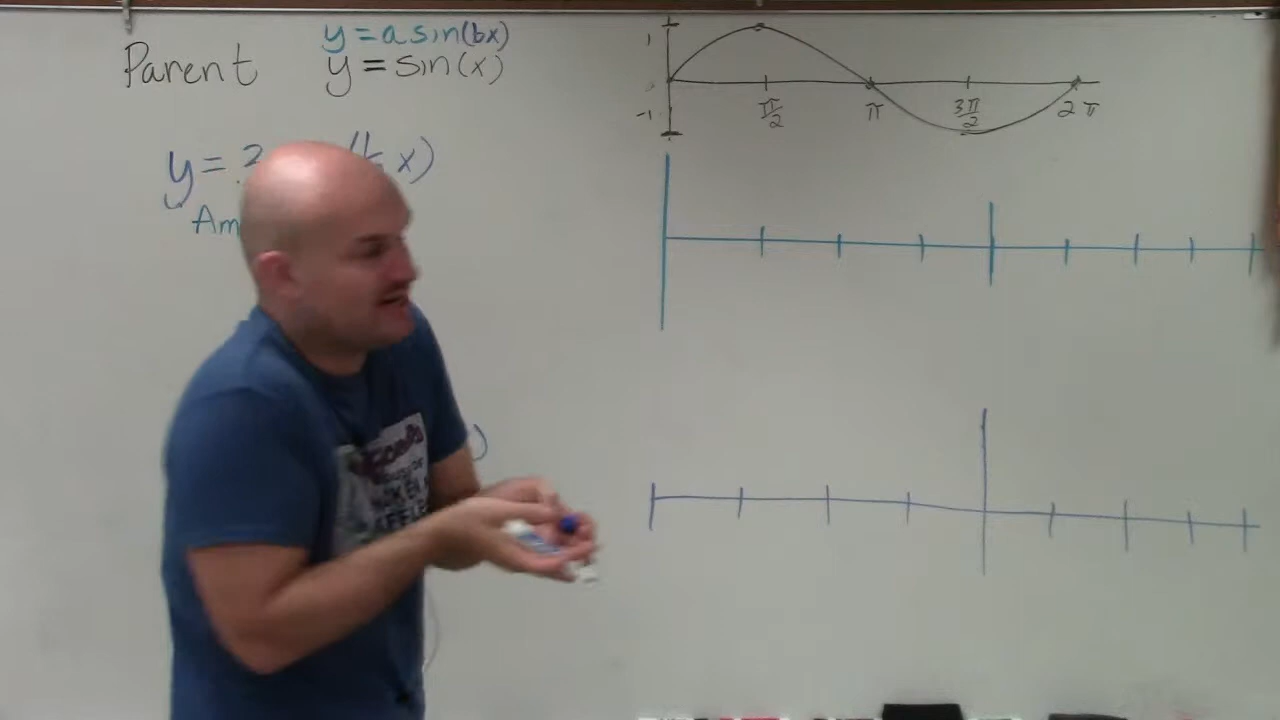 y = a sin(bx)
Parent y = sin(x)
y =
x)
Am
1
-1
π/2 π 3π/2 2π
)